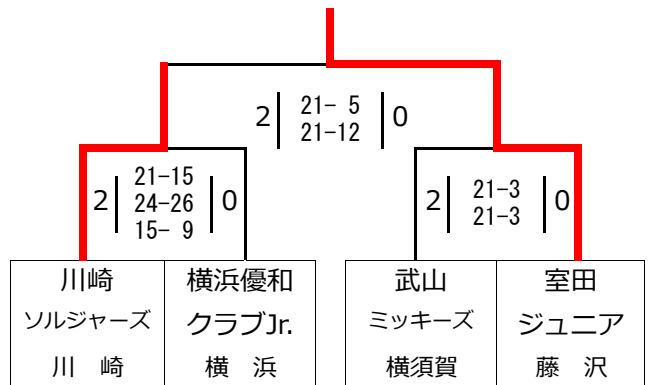 2 21- 5 0
21-12
2 21-15 0
24-26
15- 9
2 21-3 0
21-3
川崎
ソルジャーズ
川 崎
横浜優和
クラブJr.
横 浜
武山
ミッキーズ
横須賀
室田
ジュニア
藤 沢